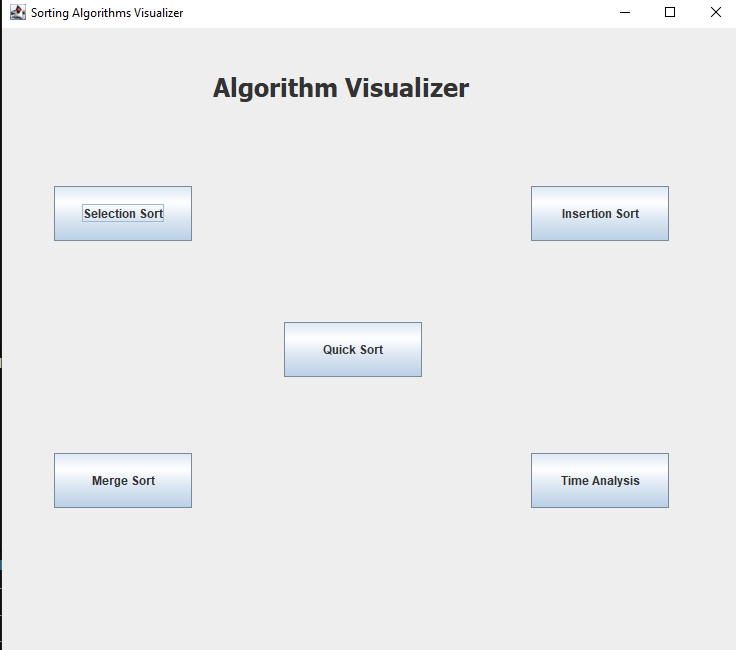 Sorting Algorithms Visualizer
Algorithm Visualizer
Selection Sort
Insertion Sort
Quick Sort
Merge Sort
Time Analysis